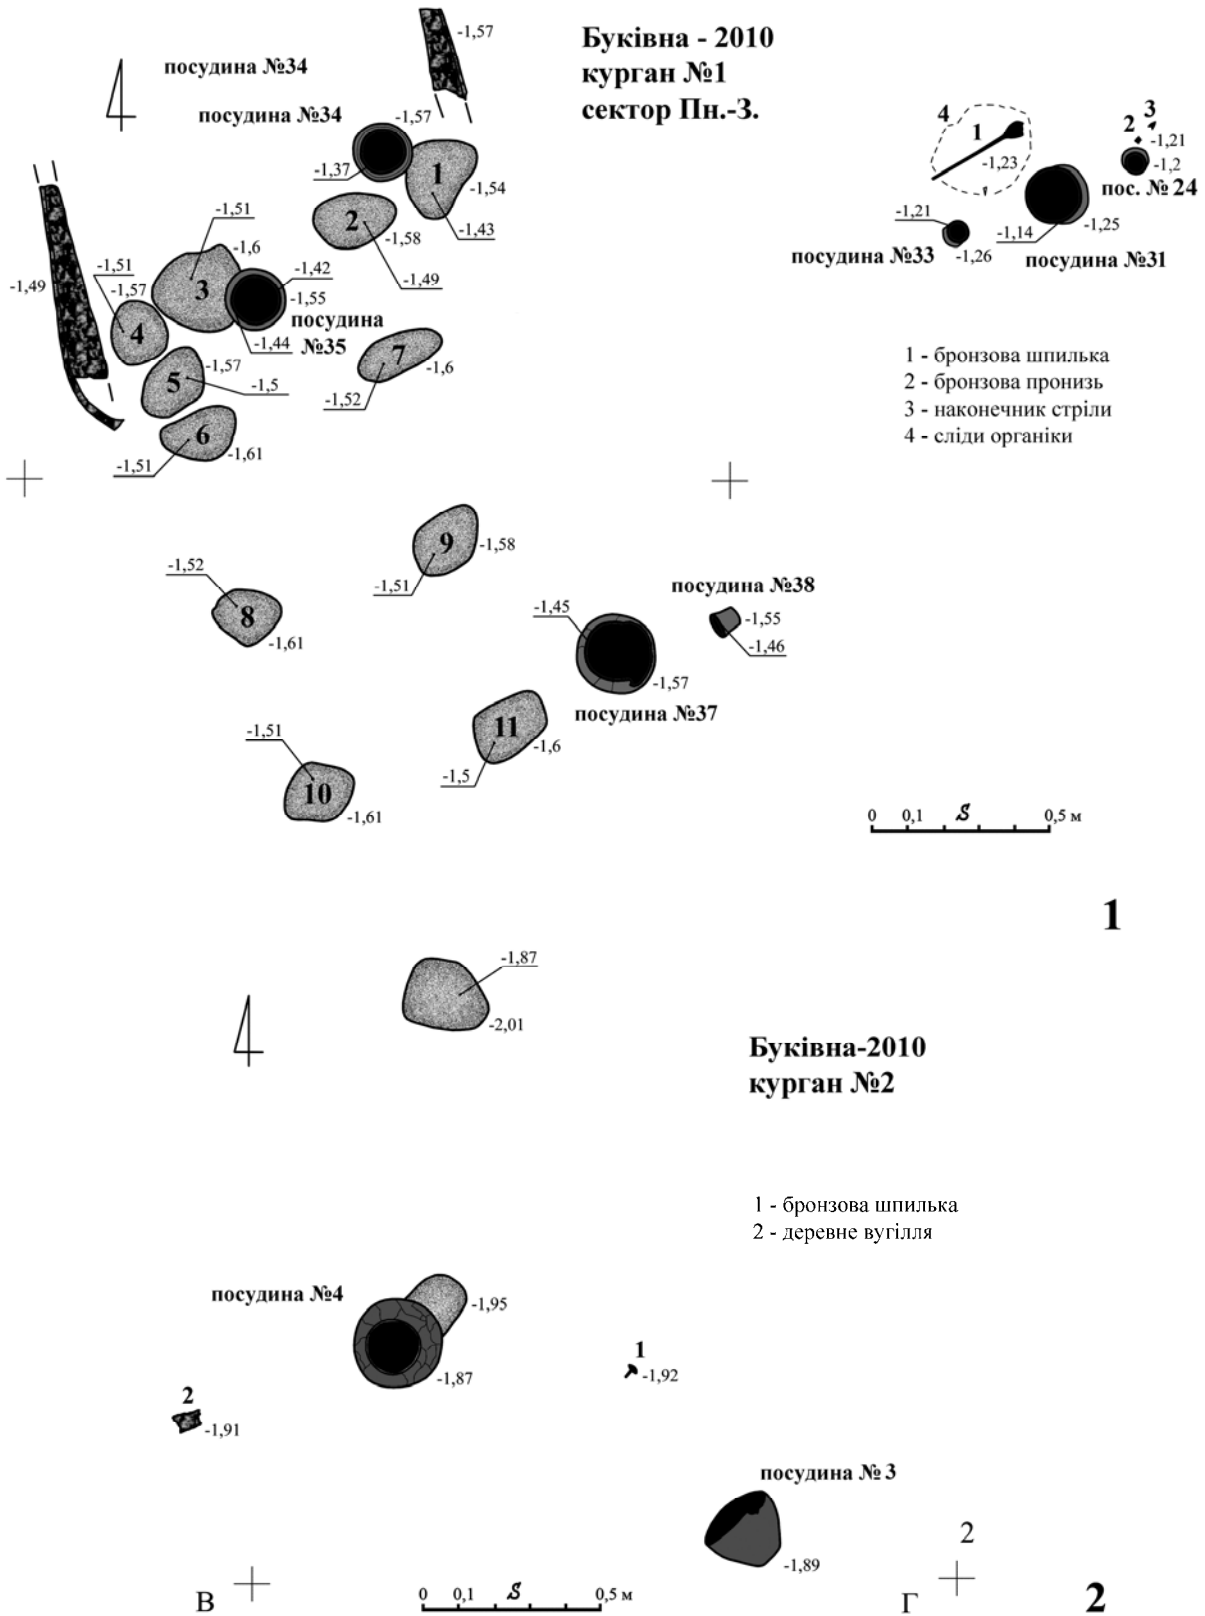 Буківна - 2010
курган №1
сектор Пн.-З.
посудина №34
посудина №34
-1,57
-1,57
-1,37
1
-1,54
-1,43
2
-1,58
-1,49
-1,51
-1,6
3
-1,42
-1,55
посудина
№35
-1,44
-1,49
-1,51
-1,57
4
5
-1,57
-1,5
6
-1,51
-1,61
7
-1,6
-1,52
4
1
-1,23
3
2
-1,21
-1,2
пос. №24
-1,21
-1,14
-1,25
-1,26
посудина №33
посудина №31
1 - бронзова шпилька
2 - бронзова пронизь
3 - наконечник стріли
4 - сліди органіки
9
-1,58
-1,51
-1,52
8
-1,61
посудина №38
-1,45
-1,55
-1,46
-1,57
посудина №37
11
-1,6
-1,5
-1,51
10
-1,61
0 0,1 S 0,5 м
1
-1,87
-2,01
Буківна-2010
курган №2
1 - бронзова шпилька
2 - деревне вугілля
посудина №4
-1,95
-1,87
1
-1,92
2
-1,91
посудина №3
-1,89
2
В
0 0,1 S 0,5 м
Г
2